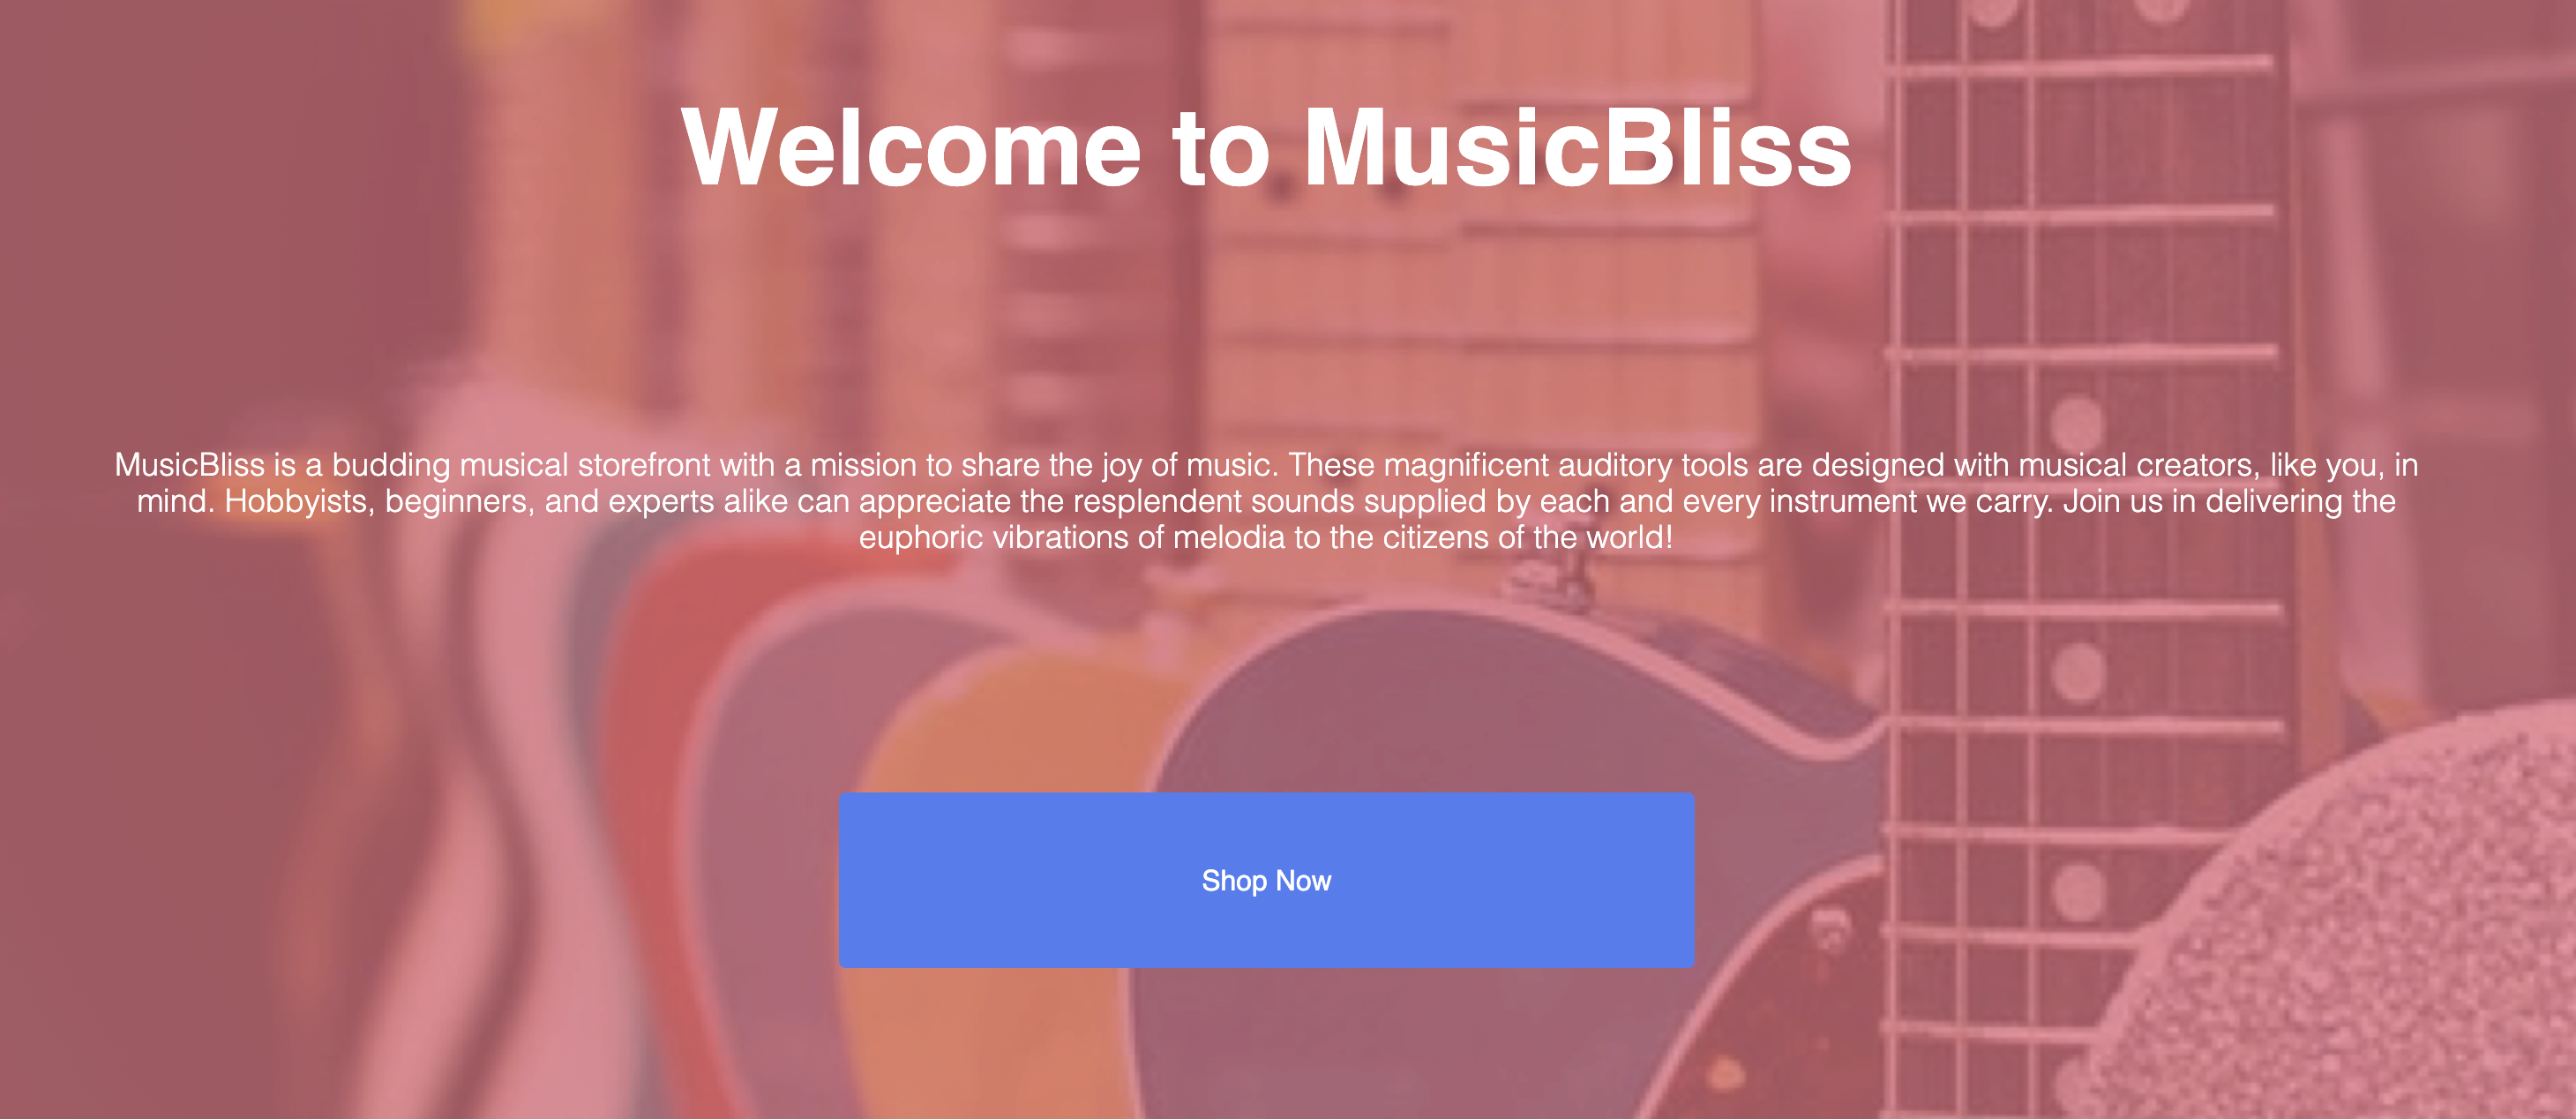 Welcome to MusicBliss
MusicBliss is a budding musical storefront with a mission to share the joy of music. These magnificent auditory tools are designed with musical creators, like you, in
mind. Hobbyists, beginners, and experts alike can appreciate the resplendent sounds supplied by each and every instrument we carry. Join us in delivering the
euphoric vibrations of melodia to the citizens of the world!
Shop Now